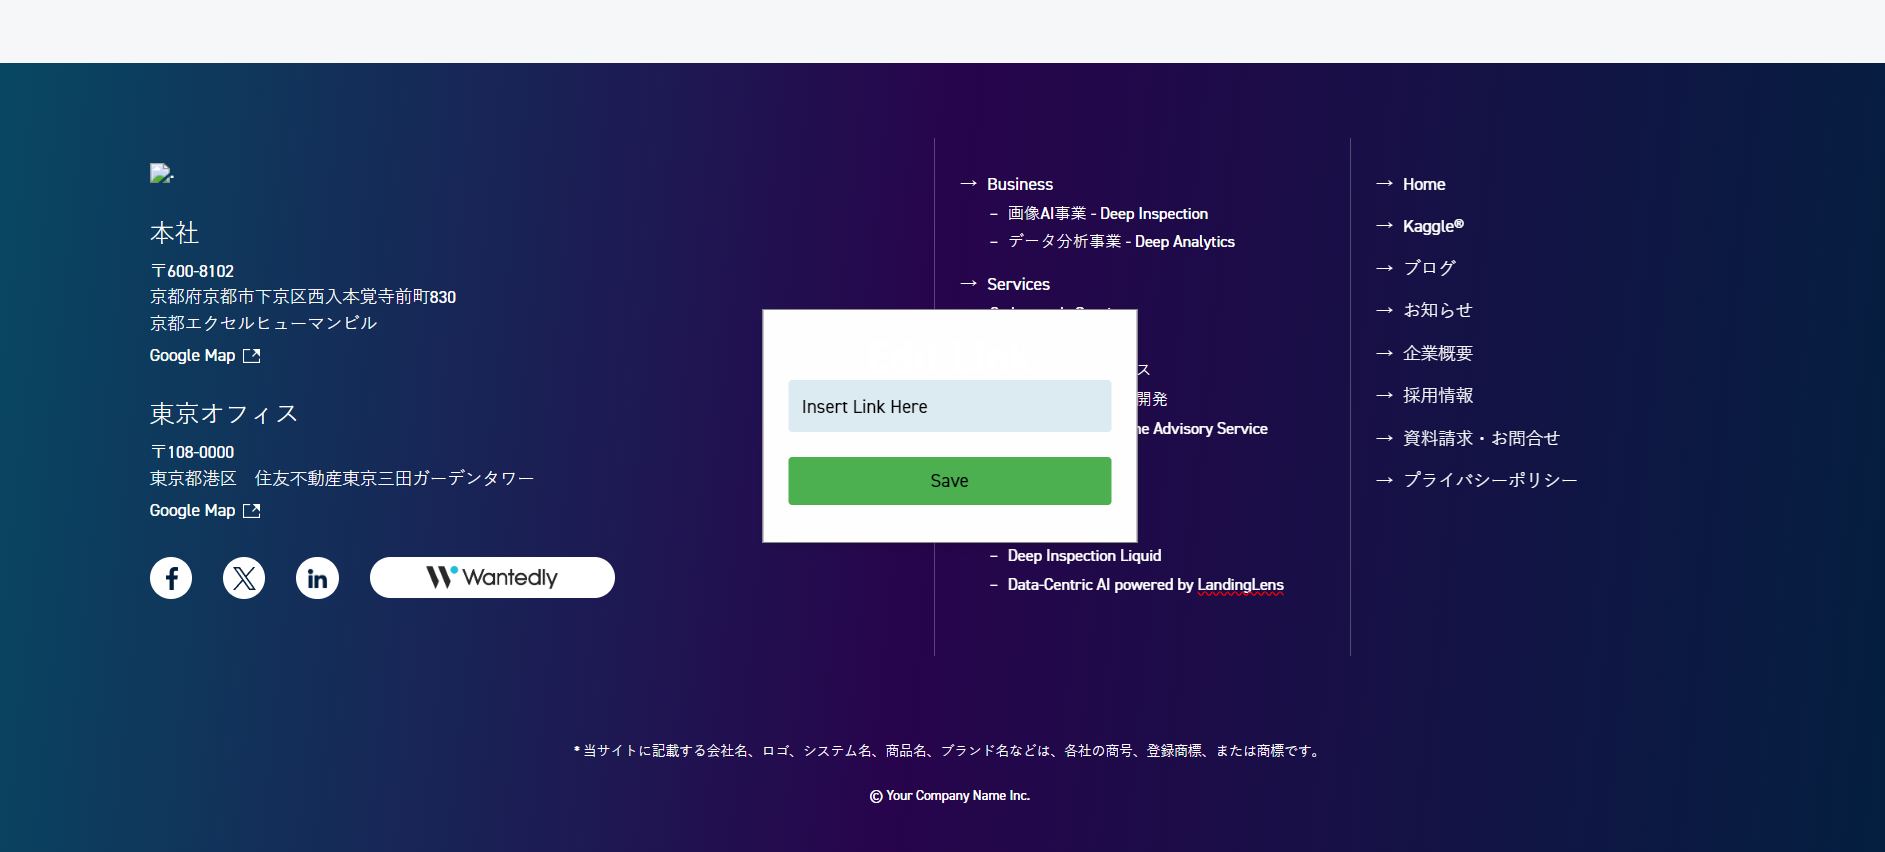 本社
〒600-8102
京都府京都市下京区西入本覚寺前町830
京都エクセルヒューマンビル
Google Map
東京オフィス
〒108-0000
東京都港区　住友不動産東京三田ガーデンタワー
Google Map
Wantedly
→ Business
– 画像AI事業 - Deep Inspection
– データ分析事業 - Deep Analytics
→ Services
ス
開発
Advisory Service
– Deep Inspection Liquid
– Data-Centric AI powered by LandingLens
Insert Link Here
Save
→ Home
→ Kaggle®
→ ブログ
→ お知らせ
→ 企業概要
→ 採用情報
→ 資料請求・お問合せ
→ プライバシーポリシー
* 当サイトに記載する会社名、ロゴ、システム名、商品名、ブランド名などは、各社の商号、登録商標、または商標です。
© Your Company Name Inc.